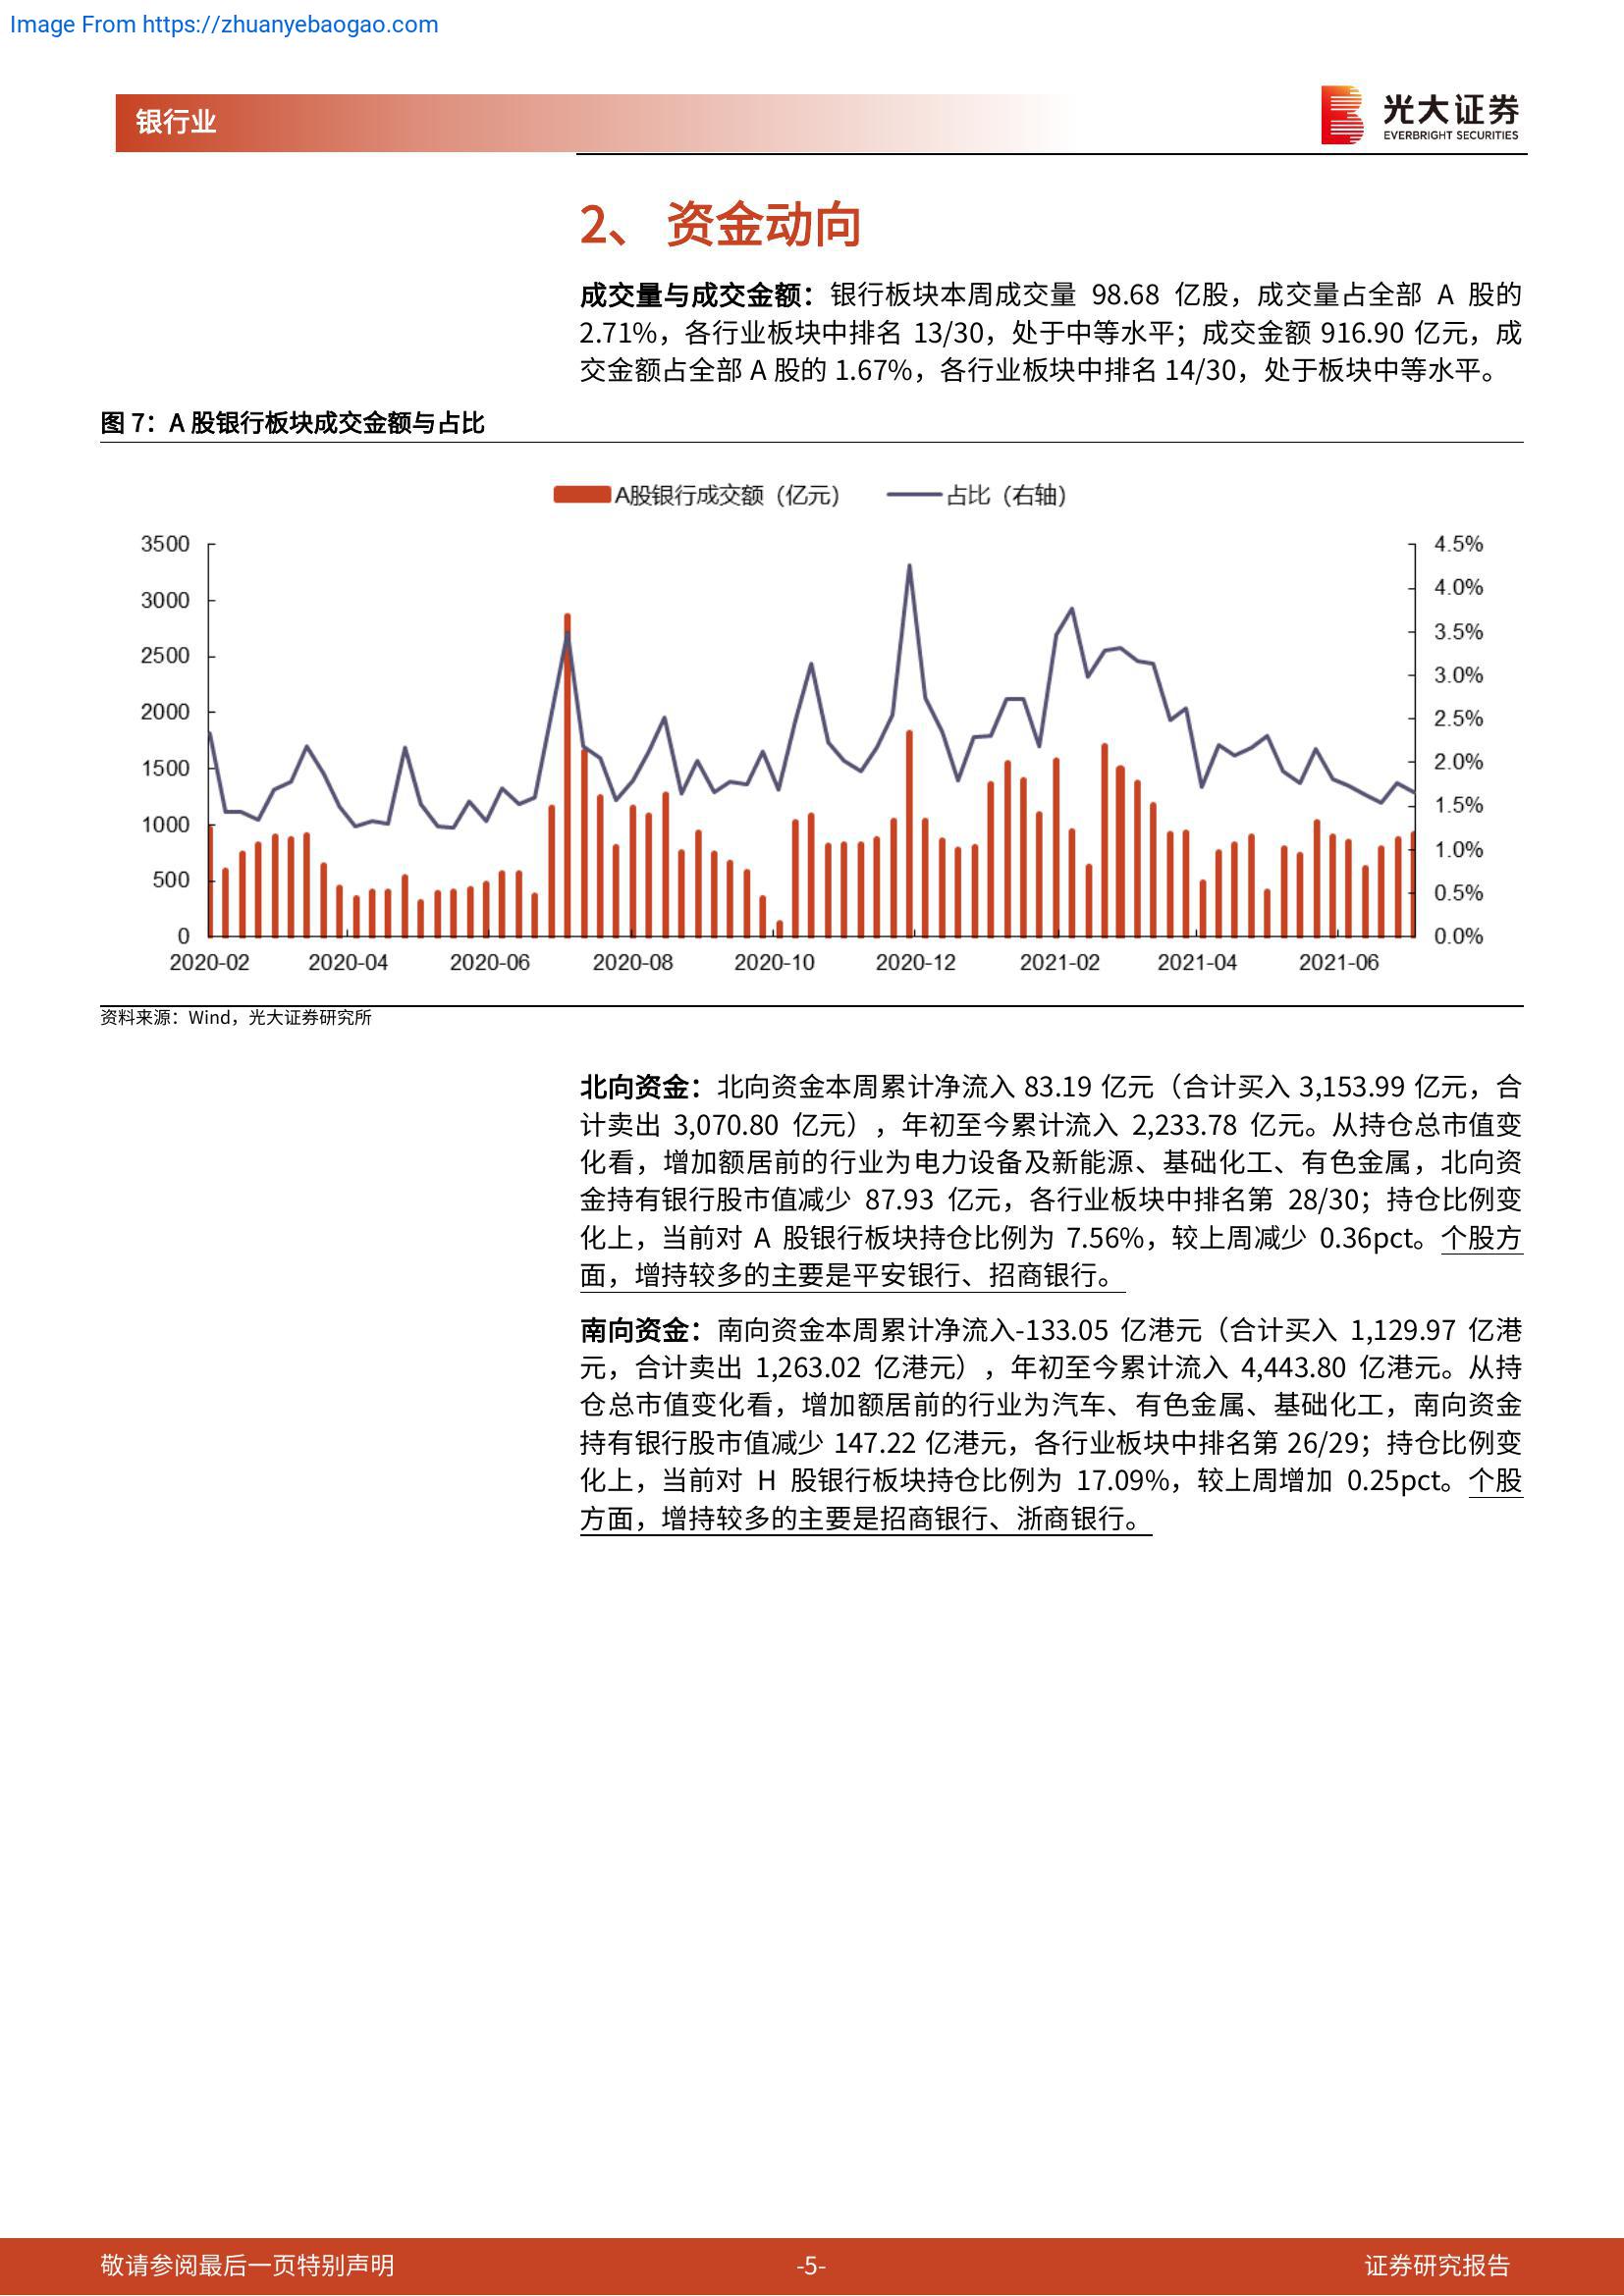 Image From https://zhuanyebaogao.com
银行业
光大证券
EVERBRIGHT SECURITIES
2、 资金动向
成交量与成交金额：银行板块本周成交量 98.68 亿股，成交量占全部 A 股的
2.71%，各行业板块中排名 13/30，处于中等水平；成交金额 916.90 亿元，成
交金额占全部 A 股的 1.67%，各行业板块中排名 14/30，处于板块中等水平。
图 7：A 股银行板块成交金额与占比
A股银行成交额（亿元） 占比（右轴）
3500 4.5%
3000 4.0%
2500 3.5%
2000 3.0%
1500 2.5%
1000 2.0%
500 1.5%
0 1.0%
0.5%
0.0%
2020-02 2020-04 2020-06 2020-08 2020-10 2020-12 2021-02 2021-04 2021-06
资料来源：Wind，光大证券研究所
北向资金：北向资金本周累计净流入 83.19 亿元（合计买入 3,153.99 亿元，合
计卖出 3,070.80 亿元），年初至今累计流入 2,233.78 亿元。从持仓总市值变
化看，增加额居前的行业为电力设备及新能源、基础化工、有色金属，北向资
金持有银行股市值减少 87.93 亿元，各行业板块中排名第 28/30；持仓比例变
化上，当前对 A 股银行板块持仓比例为 7.56%，较上周减少 0.36pct。个股方
面，增持较多的主要是平安银行、招商银行。
南向资金：南向资金本周累计净流入-133.05 亿港元（合计买入 1,129.97 亿港
元，合计卖出 1,263.02 亿港元），年初至今累计流入 4,443.80 亿港元。从持
仓总市值变化看，增加额居前的行业为汽车、有色金属、基础化工，南向资金
持有银行股市值减少 147.22 亿港元，各行业板块中排名第 26/29；持仓比例变
化上，当前对 H 股银行板块持仓比例为 17.09%，较上周增加 0.25pct。个股
方面，增持较多的主要是招商银行、浙商银行。
敬请参阅最后一页特别声明 -5- 证券研究报告